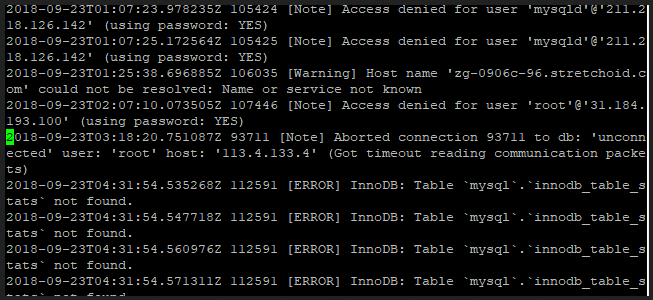 2018-09-23T01:07:23.978235Z 105424 [Note] Access denied for user 'mysqld'@'211.2
18.126.142' (using password: YES)
2018-09-23T01:07:25.172564Z 105425 [Note] Access denied for user 'mysqld'@'211.2
18.126.142' (using password: YES)
2018-09-23T01:25:38.696885Z 106035 [Warning] Host name 'zg-0906c-96.stretchoid.c
om' could not be resolved: Name or service not known
2018-09-23T02:07:10.073505Z 107446 [Note] Access denied for user 'root'@'31.184.
193.100' (using password: YES)
2018-09-23T03:18:20.751087Z 93711 [Note] Aborted connection 93711 to db: 'unconn
ected' user: 'root' host: '113.4.133.4' (Got timeout reading communication packe
ts)
2018-09-23T04:31:54.535268Z 112591 [ERROR] InnoDB: Table `mysql`.`innodb_table_s
tats` not found.
2018-09-23T04:31:54.547718Z 112591 [ERROR] InnoDB: Table `mysql`.`innodb_table_s
tats` not found.
2018-09-23T04:31:54.560976Z 112591 [ERROR] InnoDB: Table `mysql`.`innodb_table_s
tats` not found.
2018-09-23T04:31:54.571311Z 112591 [ERROR] InnoDB: Table `mysql`.`innodb_table_s
tats` not found.